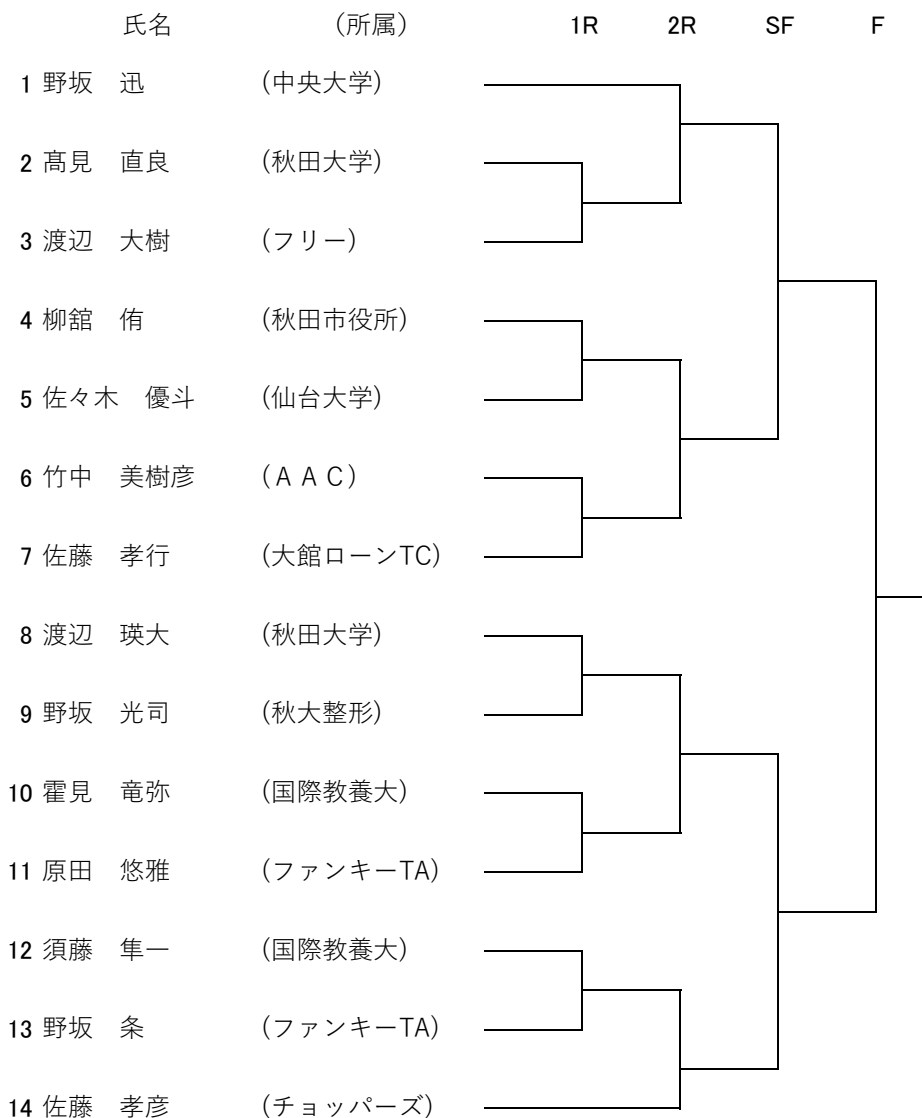 氏名 (所属) 1R 2R SF F
1 野坂 迅 (中央大学)
2 髙見 直良 (秋田大学)
3 渡辺 大樹 (フリー)
4 柳舘 侑 (秋田市役所)
5 佐々木 優斗 (仙台大学)
6 竹中 美樹彦 (ＡＡＣ)
7 佐藤 孝行 (大館ローンTC)
8 渡辺 瑛大 (秋田大学)
9 野坂 光司 (秋大整形)
10 霍見 竜弥 (国際教養大)
11 原田 悠雅 (ファンキーTA)
12 須藤 隼一 (国際教養大)
13 野坂 条 (ファンキーTA)
14 佐藤 孝彦 (チョッパーズ)